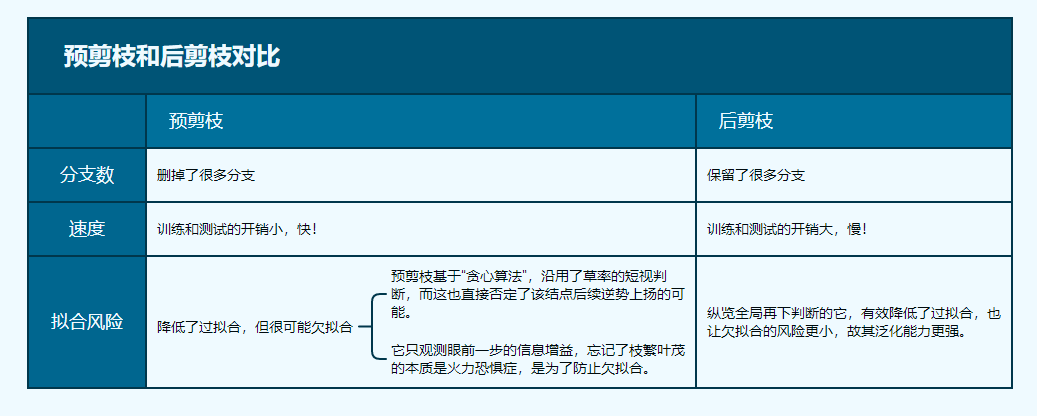 预剪枝和后剪枝对比
预剪枝
后剪枝
分支数
删掉了很多分支
保留了很多分支
速度
训练和测试的开销小，快！
训练和测试的开销大，慢！
拟合风险
降低了过拟合，但很可能欠拟合
预剪枝基于“贪心算法”，沿用了草率的短视判
断，而这也直接否定了该结点后续逆势上扬的可
能。
它只观测眼前一步的信息增益，忘记了枝繁叶茂
的本质是火力恐惧症，是为了防止欠拟合。
纵览全局再下判断的它，有效降低了过拟合，也
让欠拟合的风险更小，故其泛化能力更强。